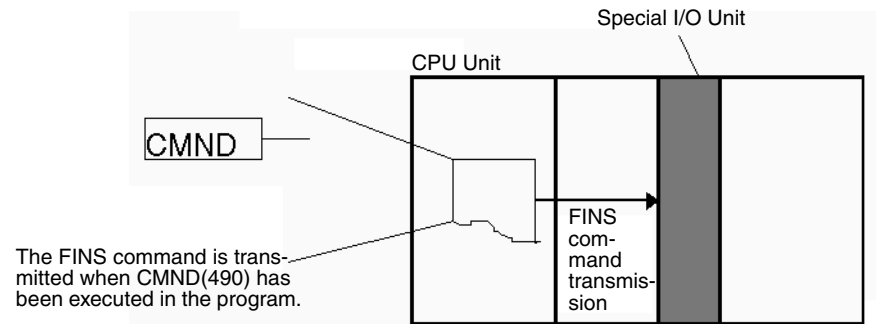 Special I/O Unit
CPU Unit
CMND
FINS
com-
mand
transmis-
sion
The FINS command is trans-
mitted when CMND(490) has
been executed in the program.